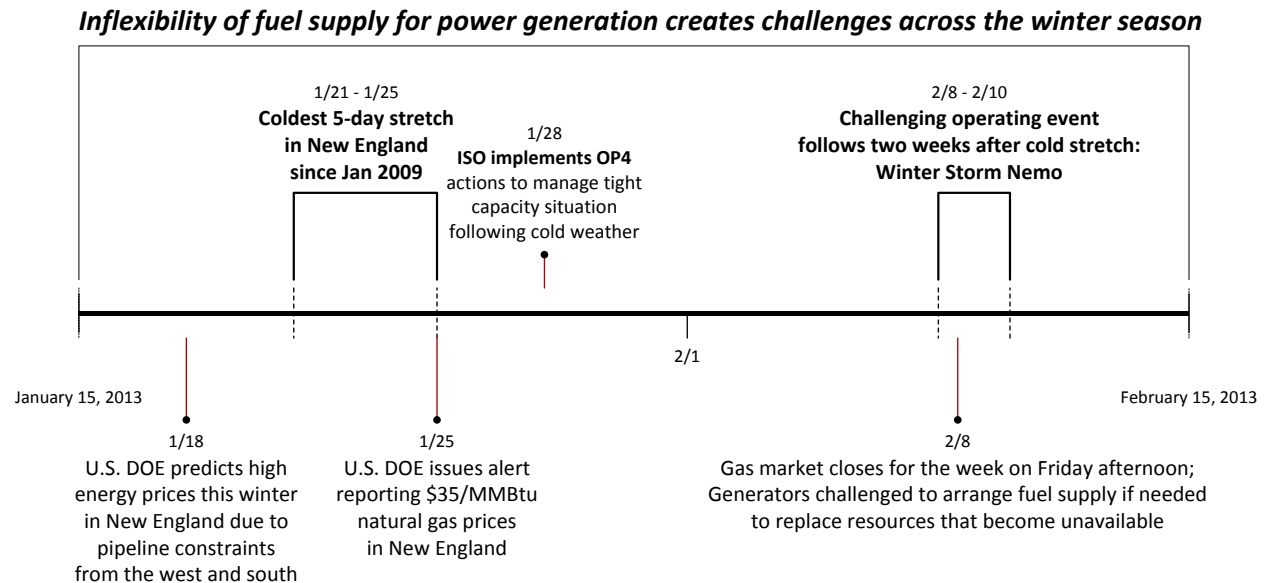 Inflexibility of fuel supply for power generation creates challenges across the winter season
1/21 - 1/25
Coldest 5-day stretch
in New England
since Jan 2009
1/28
ISO implements OP4
actions to manage tight
capacity situation
following cold weather
2/8 - 2/10
Challenging operating event
follows two weeks after cold stretch:
Winter Storm Nemo
2/1
January 15, 2013
February 15, 2013
1/18
U.S. DOE predicts high
energy prices this winter
in New England due to
pipeline constraints
from the west and south
1/25
U.S. DOE issues alert
reporting $35/MMBtu
natural gas prices
in New England
2/8
Gas market closes for the week on Friday afternoon;
Generators challenged to arrange fuel supply if needed
to replace resources that become unavailable